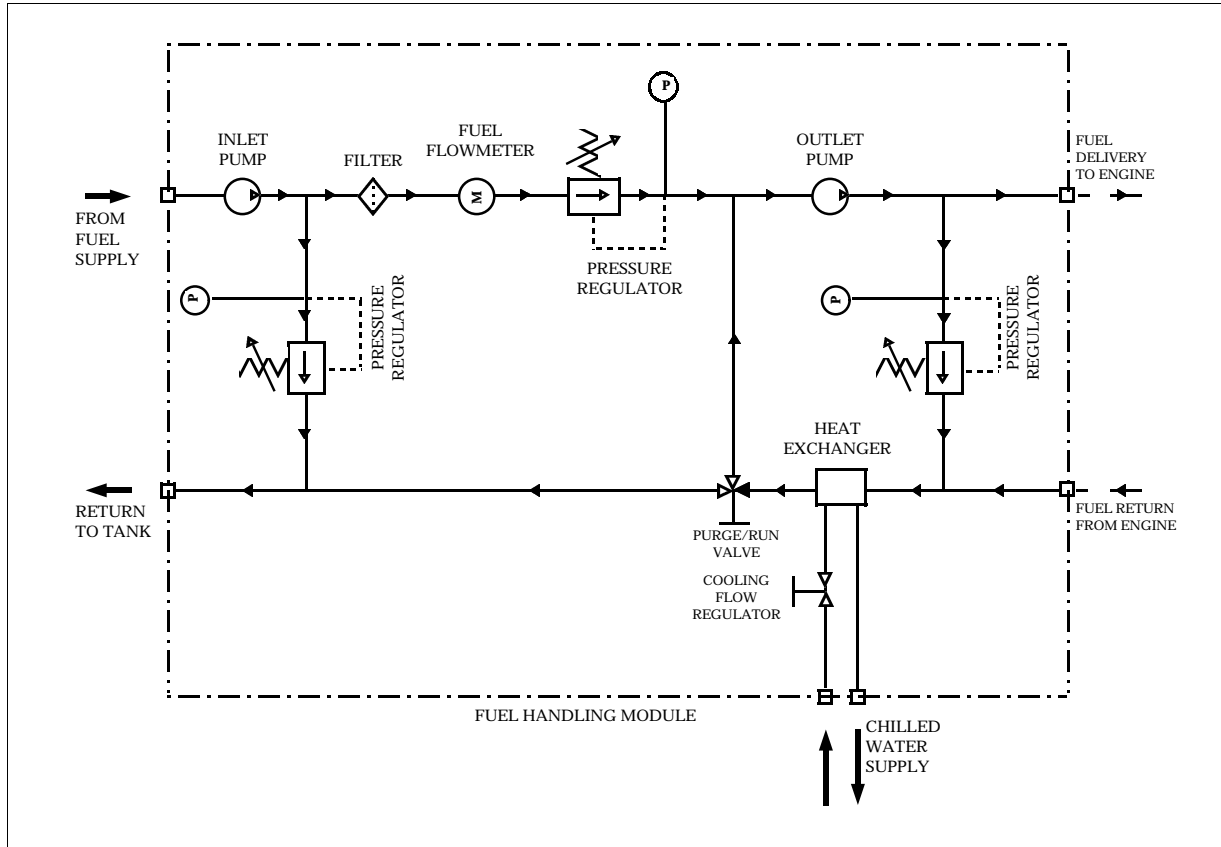 P
INLET
PUMP
FILTER
FUEL
FLOWMETER
OUTLET
PUMP
FUEL
DELIVERY
TO ENGINE
M
FROM
FUEL
SUPPLY
PRESSURE
REGULATOR
P
PRESSURE
REGULATOR
P
PRESSURE
REGULATOR
HEAT
EXCHANGER
RETURN
TO TANK
PURGE/RUN
VALVE
FUEL RETURN
FROM ENGINE
COOLING
FLOW
REGULATOR
FUEL HANDLING MODULE
CHILLED
WATER
SUPPLY